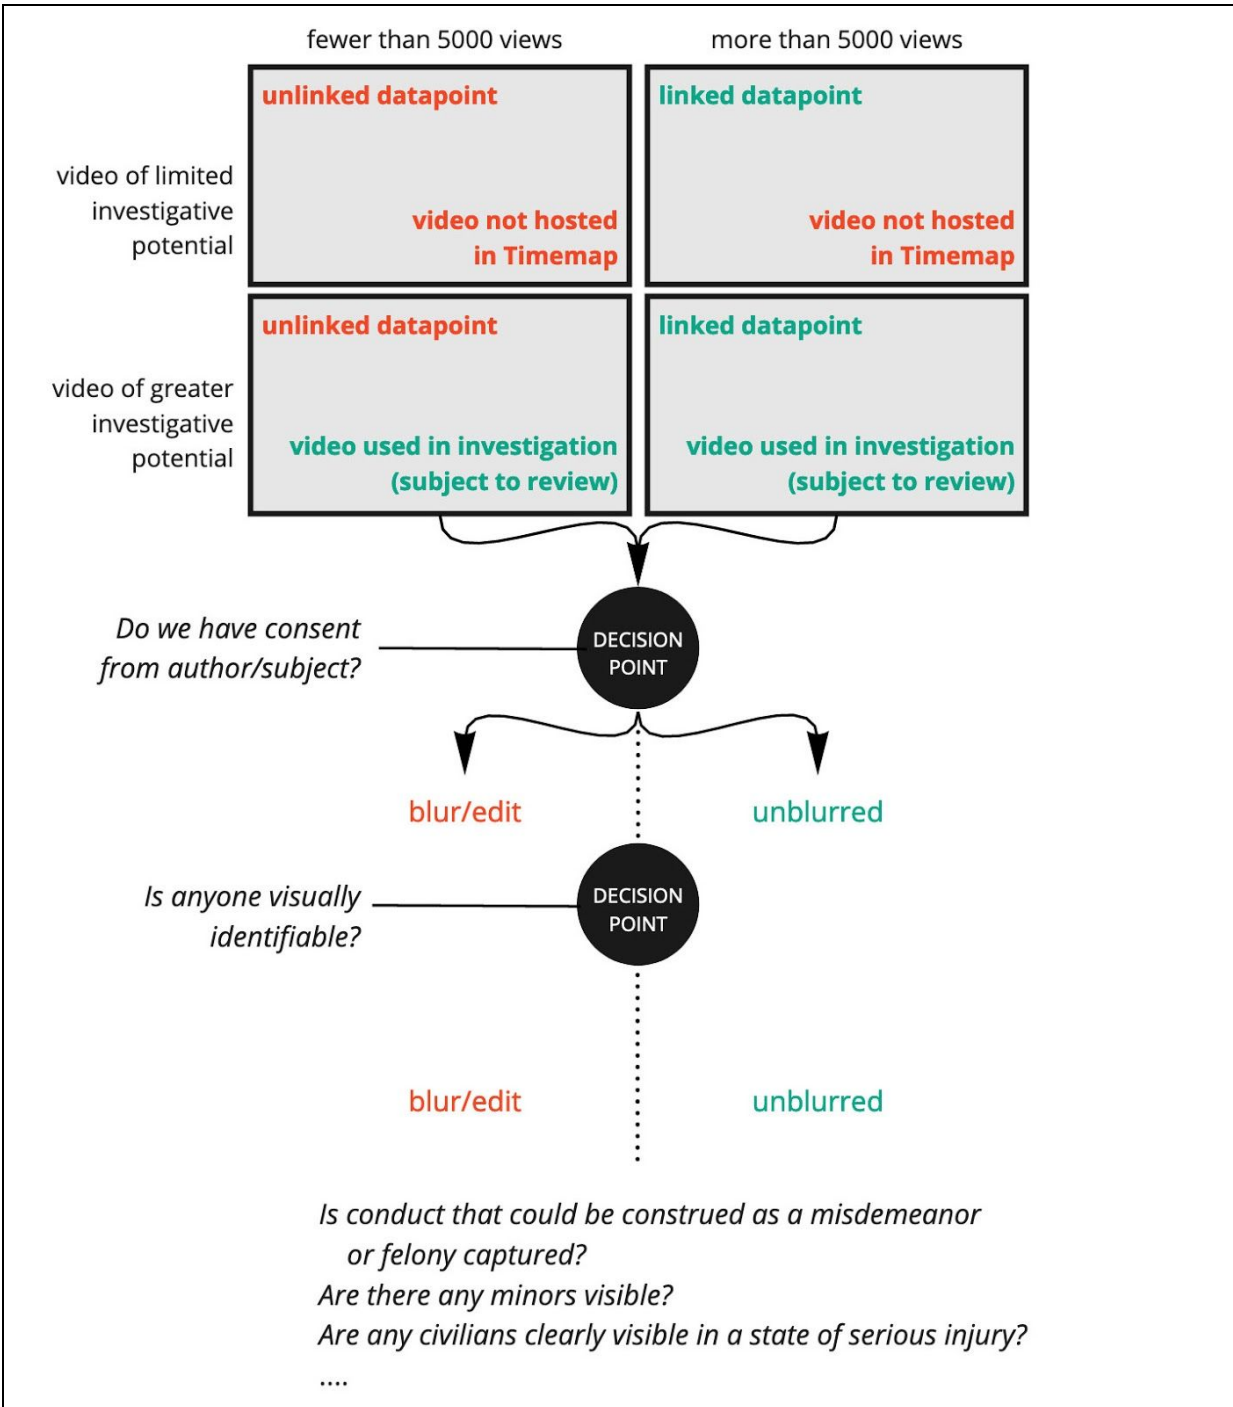 fewer than 5000 views
more than 5000 views
unlinked datapoint
linked datapoint
video of limited
investigative
potential
video not hosted
in Timemap
video not hosted
in Timemap
unlinked datapoint
linked datapoint
video of greater
investigative
potential
video used in investigation
(subject to review)
video used in investigation
(subject to review)
Do we have consent
from author/subject?
DECISION
POINT
blur/edit
unblurred
Is anyone visually
identifiable?
DECISION
POINT
blur/edit
unblurred
Is conduct that could be construed as a misdemeanor
or felony captured?
Are there any minors visible?
Are any civilians clearly visible in a state of serious injury?
....